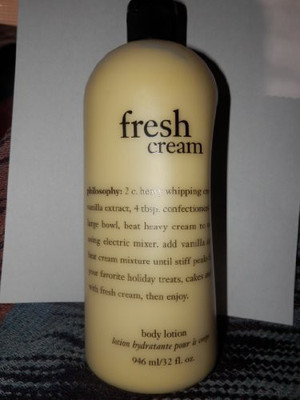 fresh
cream
philosophy: 2 c. heavy whipping
vanilla extract, 4 tbsp. confectioners
large bowl, beat heavy cream to
using electric mixer. add vanilla
beat cream mixture until stiff peaks
your favorite holiday treats, cakes
with fresh cream, then enjoy.
body lotion
lotion hydratante pour le corps
946 ml/32 fl. oz.